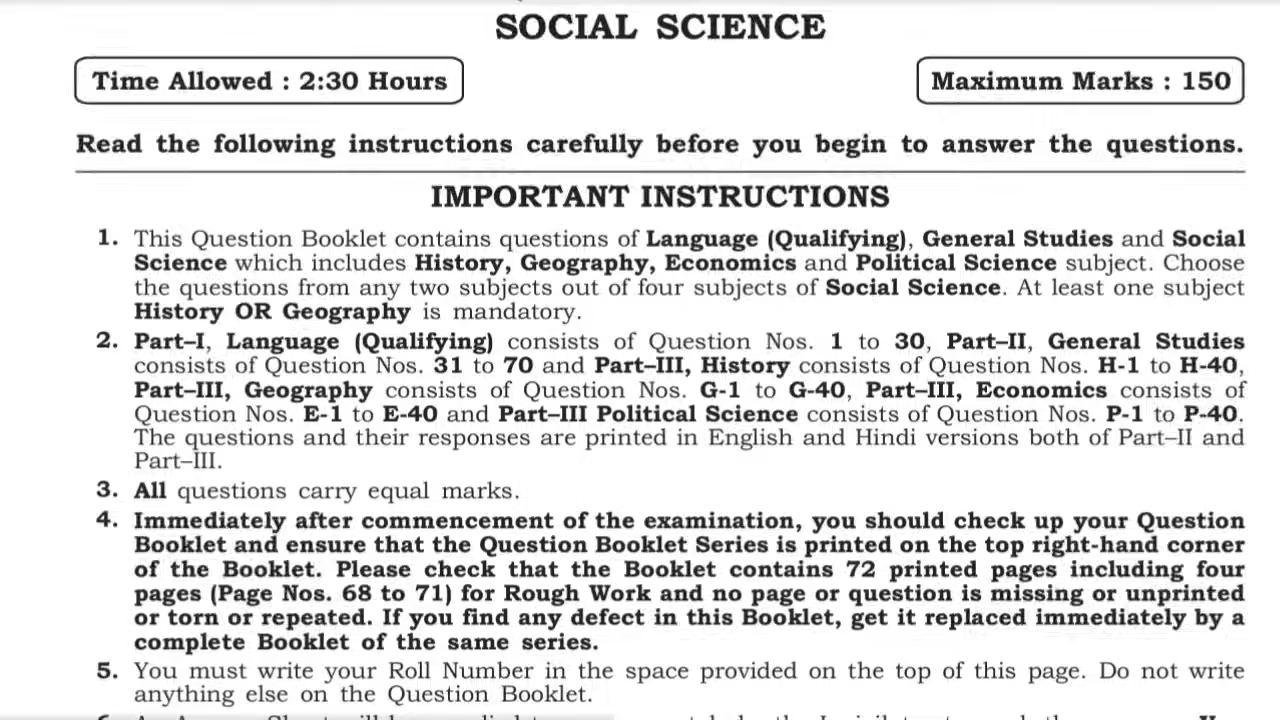 SOCIAL SCIENCE
Time Allowed : 2:30 Hours
Maximum Marks : 150
Read the following instructions carefully before you begin to answer the questions.
IMPORTANT INSTRUCTIONS
1. This Question Booklet contains questions of Language (Qualifying), General Studies and Social
Science which includes History, Geography, Economics and Political Science subject. Choose
the questions from any two subjects out of four subjects of Social Science. At least one subject
History OR Geography is mandatory.
2. Part–I, Language (Qualifying) consists of Question Nos. 1 to 30, Part–II, General Studies
consists of Question Nos. 31 to 70 and Part–III, History consists of Question Nos. H-1 to H-40,
Part–III, Geography consists of Question Nos. G-1 to G-40, Part–III, Economics consists of
Question Nos. E-1 to E-40 and Part–III Political Science consists of Question Nos. P-1 to P-40.
The questions and their responses are printed in English and Hindi versions both of Part–II and
Part–III.
3. All questions carry equal marks.
4. Immediately after commencement of the examination, you should check up your Question
Booklet and ensure that the Question Booklet Series is printed on the top right-hand corner
of the Booklet. Please check that the Booklet contains 72 printed pages including four
pages (Page Nos. 68 to 71) for Rough Work and no page or question is missing or unprinted
or torn or repeated. If you find any defect in this Booklet, get it replaced immediately by a
complete Booklet of the same series.
5. You must write your Roll Number in the space provided on the top of this page. Do not write
anything else on the Question Booklet.